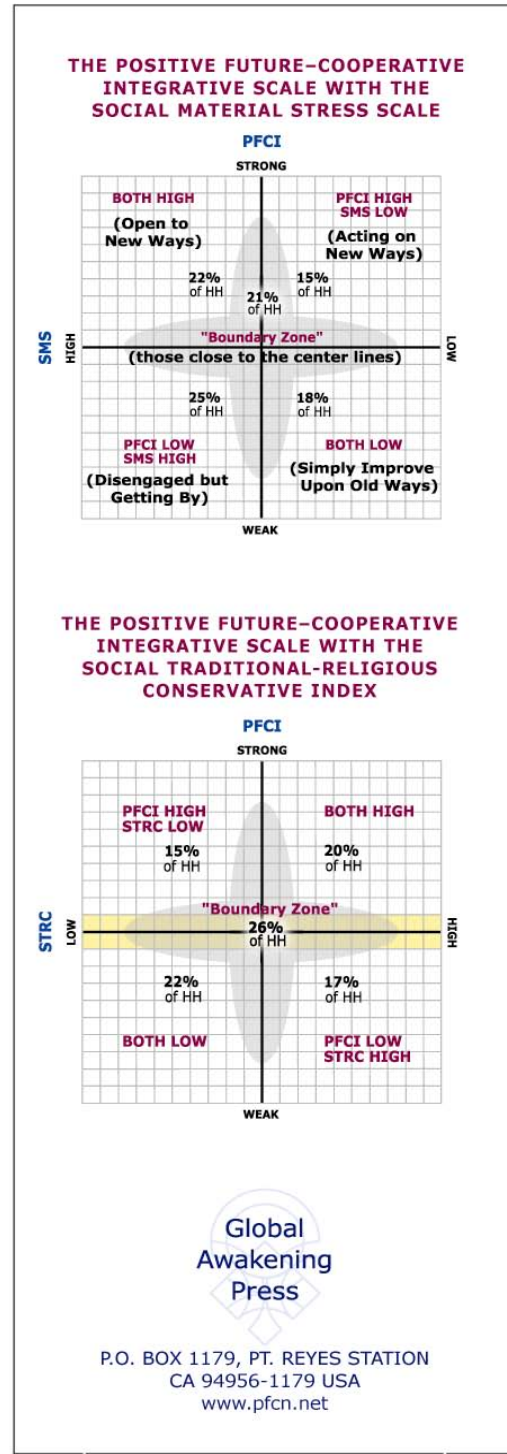 THE POSITIVE FUTURE–COOPERATIVE
INTEGRATIVE SCALE WITH THE
SOCIAL MATERIAL STRESS SCALE
PFCI
STRONG
BOTH HIGH
(Open to
New Ways)
PFCI HIGH
SMS LOW
(Acting on
New Ways)
22%
of HH
21%
of HH
15%
of HH
SMS
HIGH
"Boundary Zone"
(those close to the center lines)
LOW
25%
of HH
18%
of HH
PFCI LOW
SMS HIGH
(Disengaged but
Getting By)
BOTH LOW
(Simply Improve
Upon Old Ways)
WEAK
THE POSITIVE FUTURE–COOPERATIVE
INTEGRATIVE SCALE WITH THE
SOCIAL TRADITIONAL-RELIGIOUS
CONSERVATIVE INDEX
PFCI
STRONG
PFCI HIGH
STRC LOW
BOTH HIGH
15%
of HH
20%
of HH
"Boundary Zone"
STRC
LOW
26%
of HH
HIGH
22%
of HH
17%
of HH
BOTH LOW
PFCI LOW
STRC HIGH
WEAK
Global
Awakening
Press
P.O. BOX 1179, PT. REYES STATION
CA 94956-1179 USA
www.pfcn.net